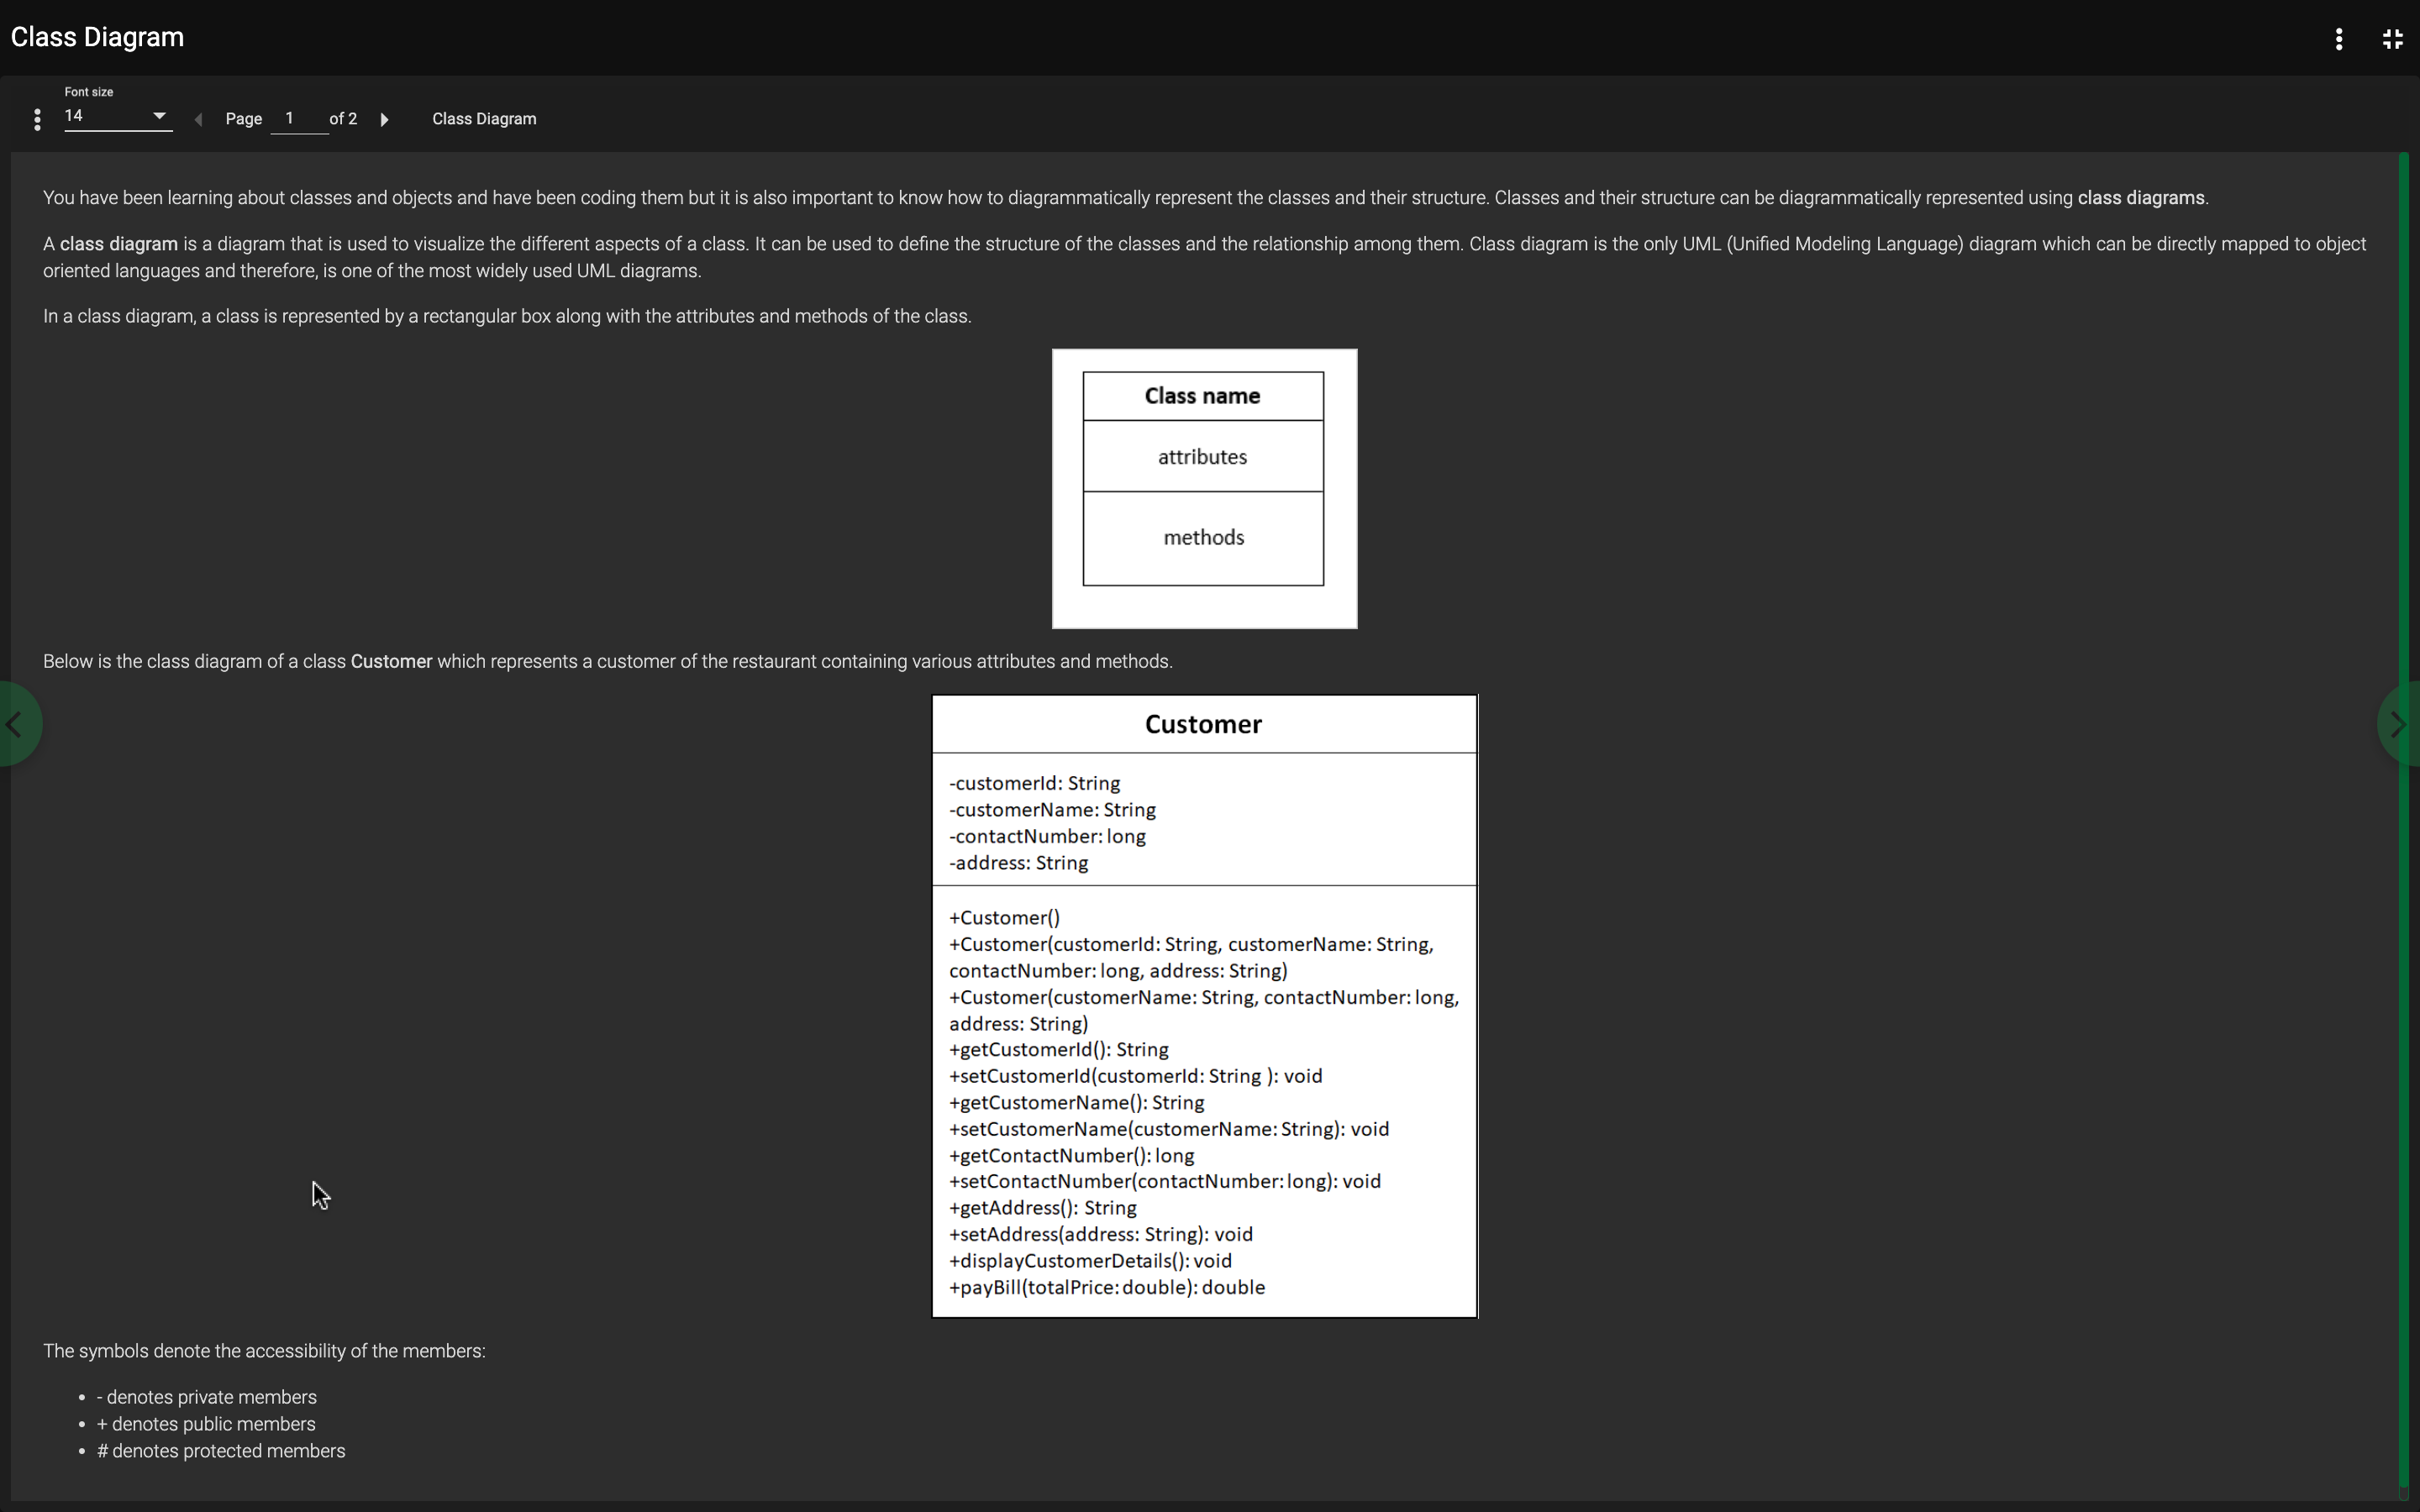 Class Diagram
Font size
14
Page 1 of 2
Class Diagram
You have been learning about classes and objects and have been coding them but it is also important to know how to diagrammatically represent the classes and their structure. Classes and their structure can be diagrammatically represented using class diagrams.
A class diagram is a diagram that is used to visualize the different aspects of a class. It can be used to define the structure of the classes and the relationship among them. Class diagram is the only UML (Unified Modeling Language) diagram which can be directly mapped to object
oriented languages and therefore, is one of the most widely used UML diagrams.
In a class diagram, a class is represented by a rectangular box along with the attributes and methods of the class.
Class name
attributes
methods
Below is the class diagram of a class Customer which represents a customer of the restaurant containing various attributes and methods.
Customer
-customerId: String
-customerName: String
-contactNumber: long
-address: String
+Customer()
+Customer(customerId: String, customerName: String,
contactNumber: long, address: String)
+Customer(customerName: String, contactNumber: long,
address: String)
+getCustomerId(): String
+setCustomerId(customerId: String ): void
+getCustomerName(): String
+setCustomerName(customerName: String): void
+getContactNumber(): long
+setContactNumber(contactNumber: long): void
+getAddress(): String
+setAddress(address: String): void
+displayCustomerDetails(): void
+payBill(totalPrice: double): double
The symbols denote the accessibility of the members:
• - denotes private members
• + denotes public members
• # denotes protected members